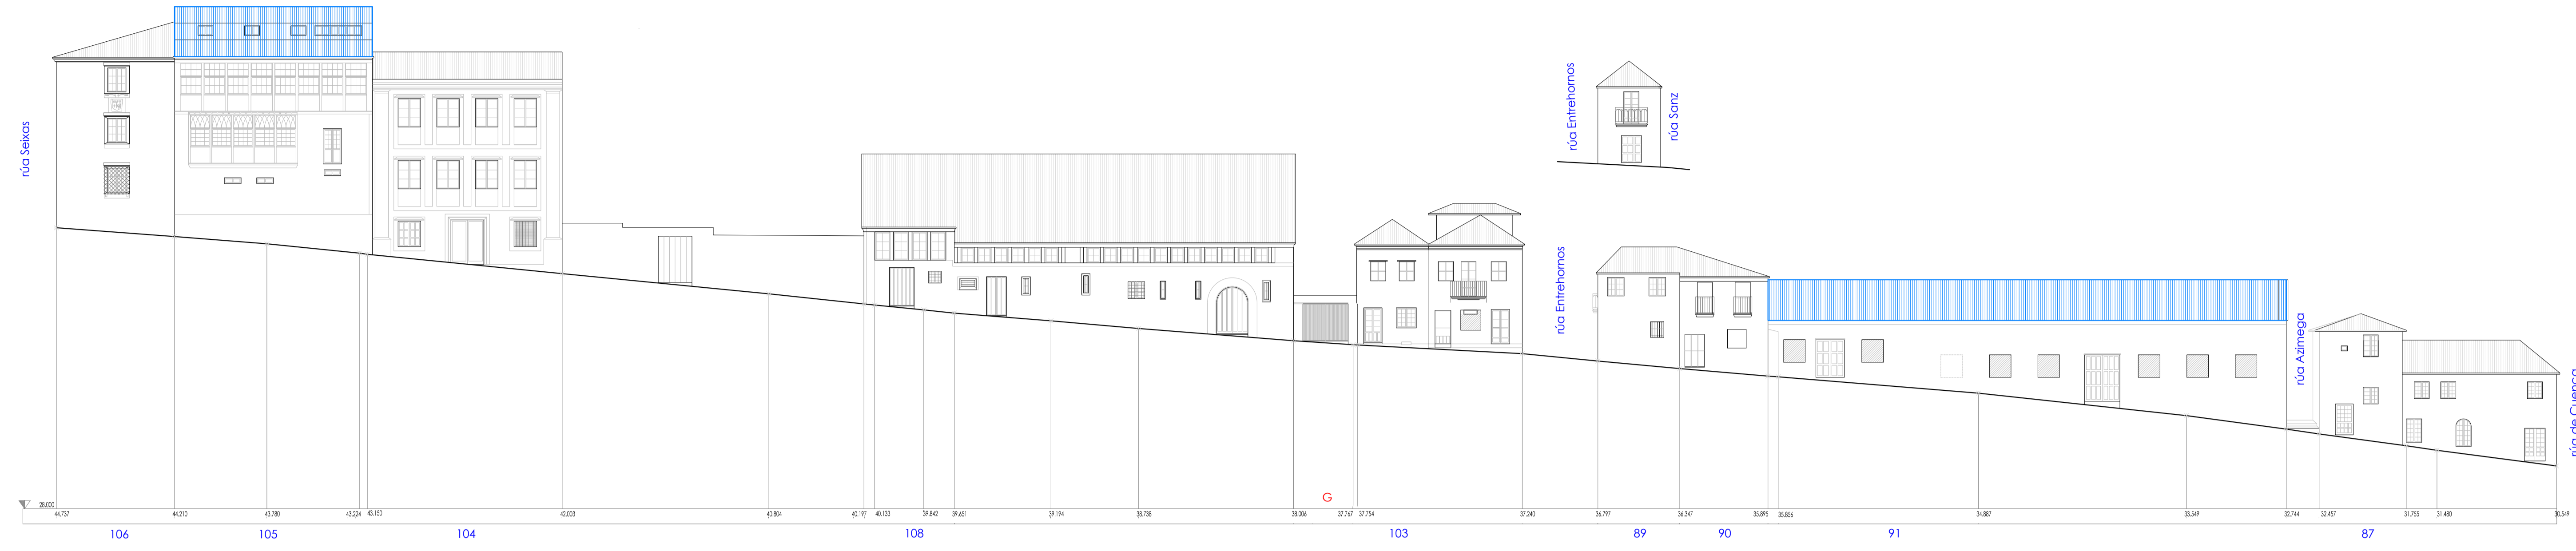 rúa Entrehornos
rúa Sanz
rúa Seixas
rúa Entrehornos
rúa Azimega
rúa de Cuenca
G
28.000
44.737 44.210 43.780 43.224 43.150 42.003 40.804 40.197 40.133 39.842 39.651 39.194 38.738 38.006 37.767 37.754 37.240 36.797 36.347 35.895 35.856 34.887 33.549 32.744 32.457 31.755 31.480 30.549
106 105 104 108 103 89 90 91 87